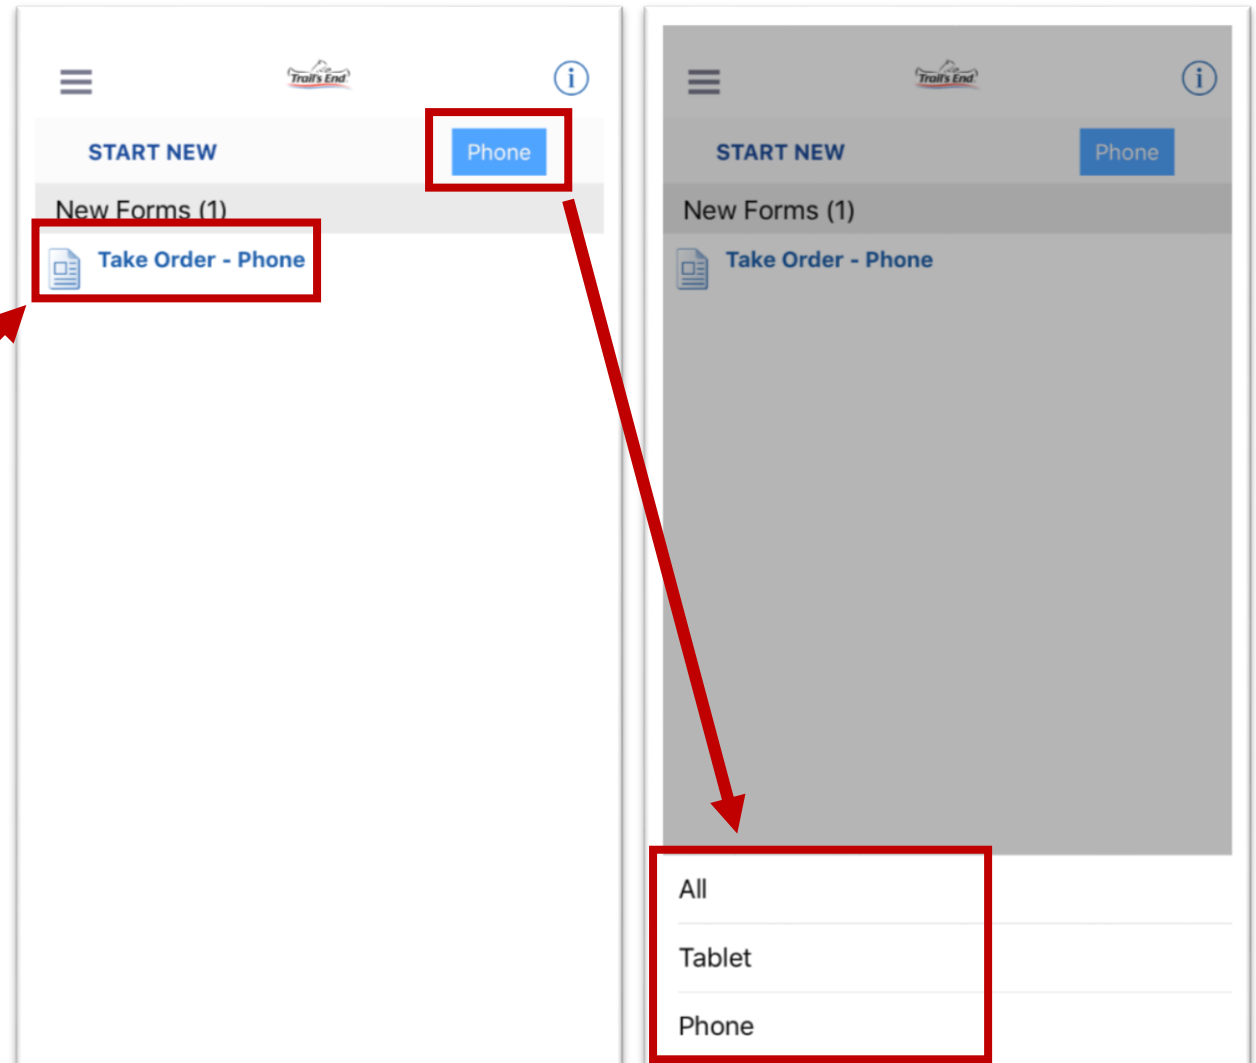 Trail's End
START NEW
Phone
New Forms (1)
Take Order - Phone
Trail's End
START NEW
Phone
New Forms (1)
Take Order - Phone
All
Tablet
Phone